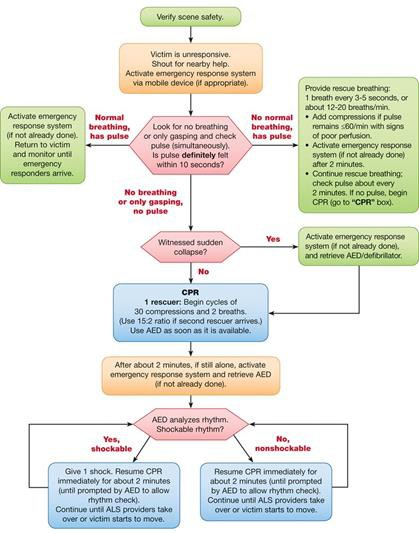 Verify scene safety.
Victim is unresponsive.
Shout for nearby help.
Activate emergency response system
via mobile device (if appropriate).
Activate emergency
response system
(if not already done).
Return to victim
and monitor until
emergency
responders arrive.
Normal
breathing,
has pulse
Look for no breathing
or only gasping and check
pulse (simultaneously).
Is pulse definitely felt
within 10 seconds?
No normal
breathing,
has pulse
Provide rescue breathing:
1 breath every 3-5 seconds, or
about 12-20 breaths/min.
• Add compressions if pulse
remains ≤60/min with signs
of poor perfusion.
• Activate emergency response
system (if not already done)
after 2 minutes.
• Continue rescue breathing;
check pulse about every
2 minutes. If no pulse, begin
CPR (go to “CPR” box).
No breathing
or only gasping,
no pulse
Witnessed sudden
collapse?
Yes
Activate emergency response
system (if not already done),
and retrieve AED/defibrillator.
No
CPR
1 rescuer: Begin cycles of
30 compressions and 2 breaths.
(Use 15:2 ratio if second rescuer arrives.)
Use AED as soon as it is available.
After about 2 minutes, if still alone, activate
emergency response system and retrieve AED
(if not already done).
AED analyzes rhythm.
Shockable rhythm?
Yes,
shockable
No,
nonshockable
Give 1 shock. Resume CPR
immediately for about 2 minutes
(until prompted by AED to allow
rhythm check).
Continue until ALS providers take
over or victim starts to move.
Resume CPR immediately for
about 2 minutes (until prompted
by AED to allow rhythm check).
Continue until ALS providers take
over or victim starts to move.